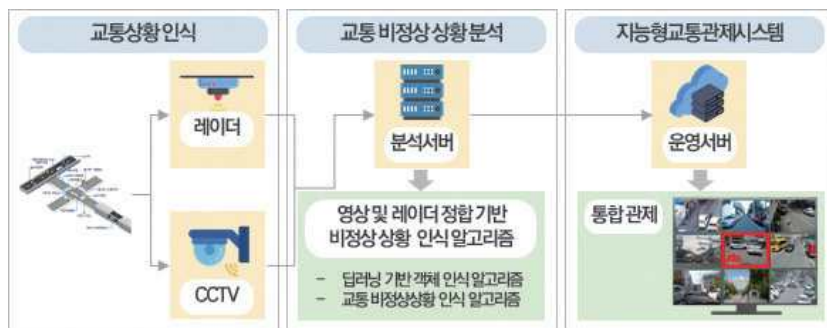 교통상황 인식
교통 비정상 상황 분석
지능형교통관제시스템
레이더
CCTV
분석서버
영상 및 레이더 정합 기반
비정상 상황 인식 알고리즘
- 딥러닝 기반 객체 인식 알고리즘
- 교통 비정상상황 인식 알고리즘
운영서버
통합 관제